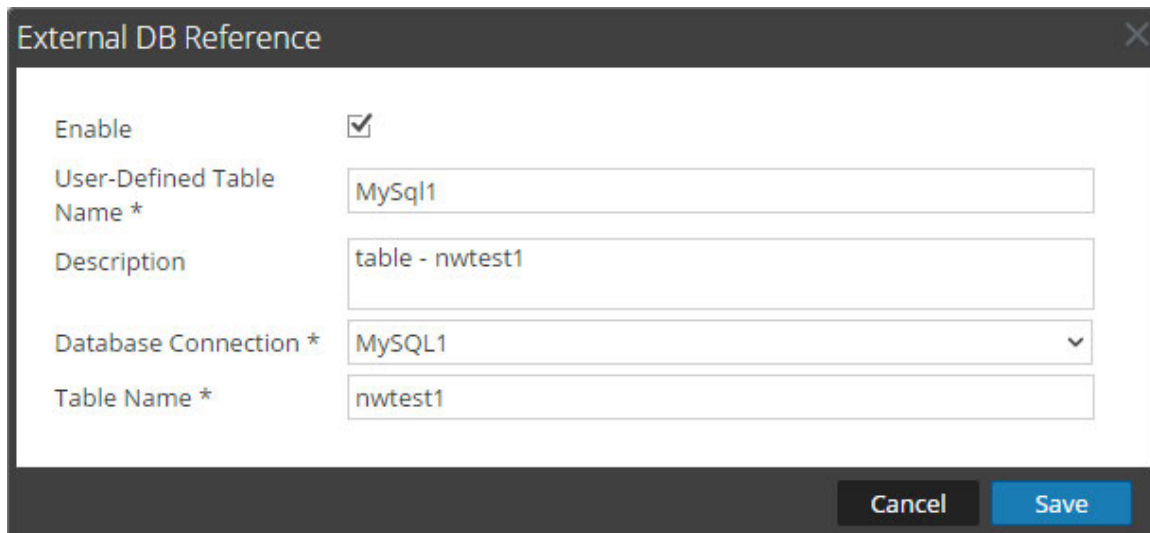 External DB Reference
Enable
User-Defined Table
Name *
MySql1
Description
table - nwtest1
Database Connection *
MySQL1
Table Name *
nwtest1
Cancel
Save